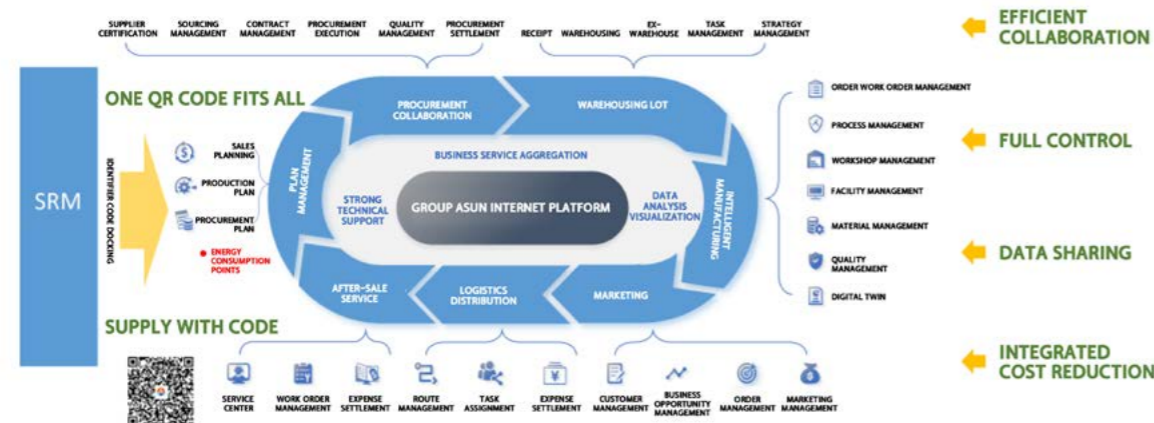 SUPPLIER
CERTIFICATION
SOURCING
MANAGEMENT
CONTRACT
MANAGEMENT
PROCUREMENT
EXECUTION
QUALITY
MANAGEMENT
PROCUREMENT
SETTLEMENT
RECEIPT
WAREHOUSING
EX-
WAREHOUSE
TASK
MANAGEMENT
STRATEGY
MANAGEMENT
EFFICIENT
COLLABORATION
SRM
IDENTIFIER CODE DOCKING
ONE QR CODE FITS ALL
SALES
PLANNING
PRODUCTION
PLAN
PROCUREMENT
PLAN
ENERGY
CONSUMPTION
POINTS
SUPPLY WITH CODE
PLAN
MANAGEMENT
PROCUREMENT
COLLABORATION
WAREHOUSING LOT
BUSINESS SERVICE AGGREGATION
STRONG
TECHNICAL
SUPPORT
GROUP ASUN INTERNET PLATFORM
DATA
ANALYSIS
VISUALIZATION
INTELLIGENT
MANUFACTURING
AFTER-SALE
SERVICE
LOGISTICS
DISTRIBUTION
MARKETING
ORDER WORK ORDER MANAGEMENT
PROCESS MANAGEMENT
WORKSHOP MANAGEMENT
FACILITY MANAGEMENT
MATERIAL MANAGEMENT
QUALITY
MANAGEMENT
DIGITAL TWIN
FULL CONTROL
DATA SHARING
INTEGRATED
COST REDUCTION
SERVICE
CENTER
WORK ORDER
MANAGEMENT
EXPENSE
SETTLEMENT
ROUTE
MANAGEMENT
TASK
ASSIGNMENT
EXPENSE
SETTLEMENT
CUSTOMER
MANAGEMENT
BUSINESS
OPPORTUNITY
MANAGEMENT
ORDER
MANAGEMENT
MARKETING
MANAGEMENT